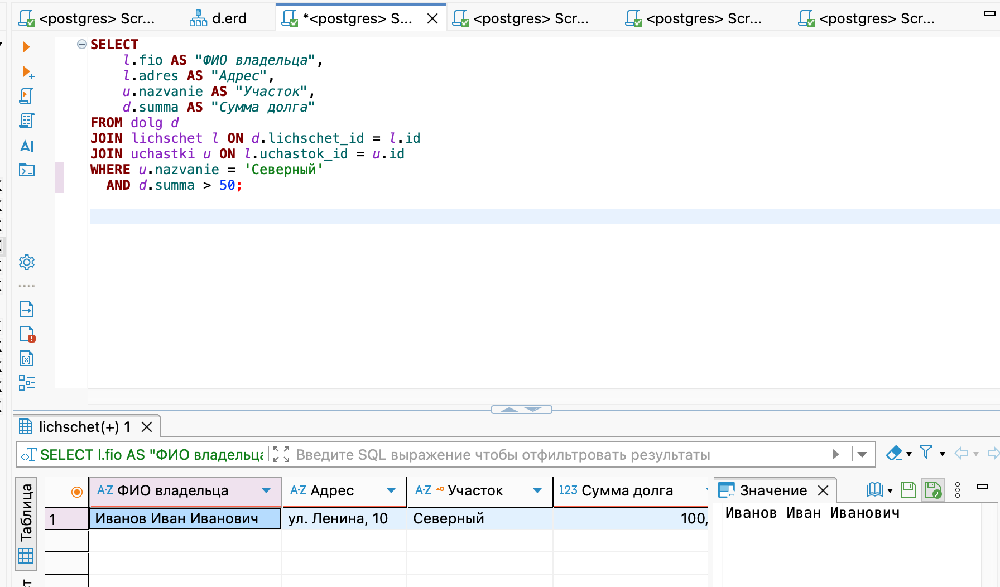 <postgres> Scr...
d.erd
*<postgres> S...
<postgres> Scr...
<postgres> Scr...
<postgres> Scr...
SELECT
l.fio AS "ФИО владельца",
l.adres AS "Адрес",
u.nazvanie AS "Участок",
d.summa AS "Сумма долга"
FROM dolg d
JOIN lichschet l ON d.lichschet_id = l.id
JOIN uchastki u ON l.uchastok_id = u.id
WHERE u.nazvanie = 'Северный'
AND d.summa > 50;
AI
lichschet(+) 1
SELECT l.fio AS "ФИО владельца
Введите SQL выражение чтобы отфильтровать результаты
Таблица
A-Z ФИО владельца
A-Z Адрес
A-Z Участок
123 Сумма долга
Значение
1
Иванов Иван Иванович
ул. Ленина, 10
Северный
100,
Иванов Иван Иванович